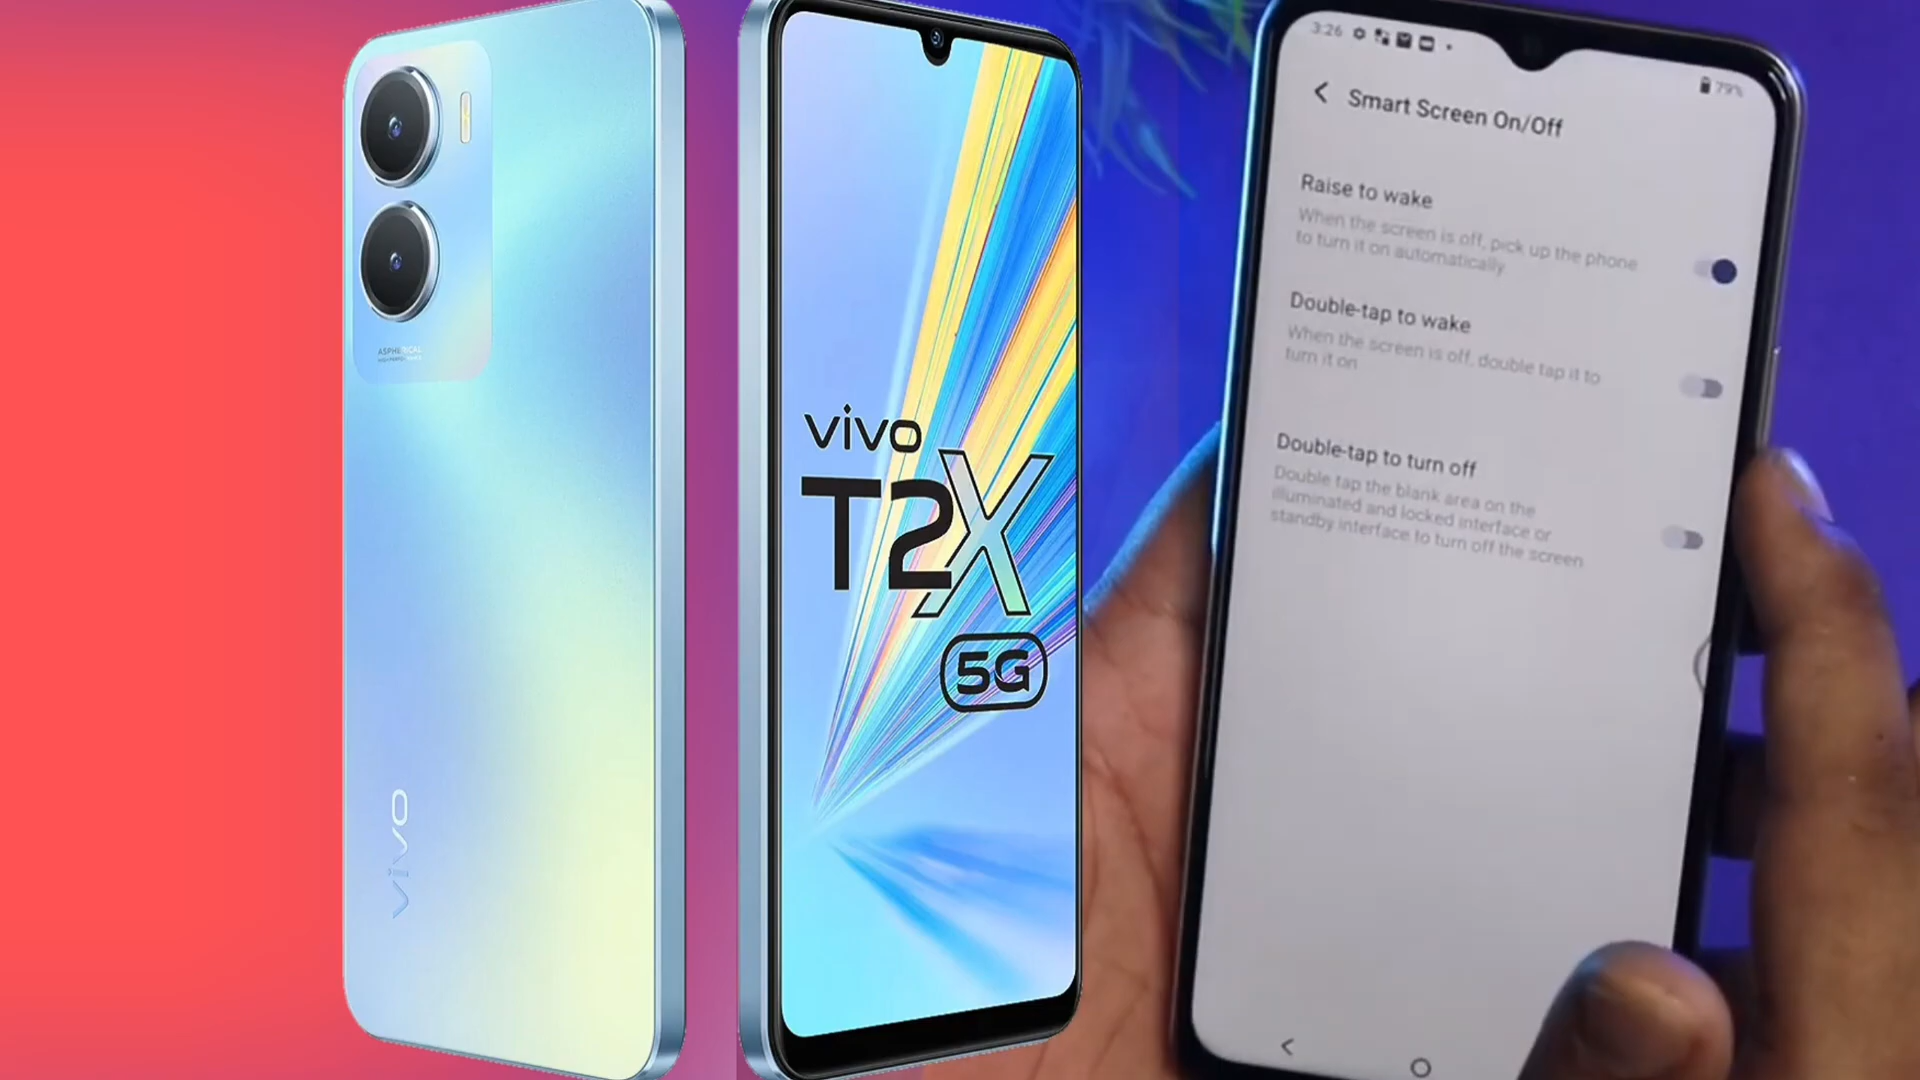 ASPHERICAL
vivo
vivo
T2X
5G
3:26
79%
Smart Screen On/Off
Raise to wake
When the screen is off, pick up the phone
to turn it on automatically
Double-tap to wake
When the screen is off, double tap it to
turn it on
Double-tap to turn off
Double tap the blank area on the
illuminated and locked interface or
standby interface to turn off the screen